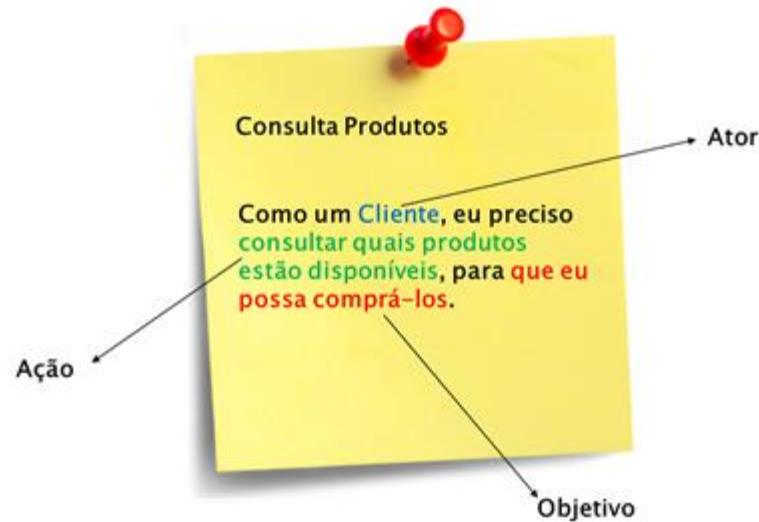 Consulta Produtos
Ator
Como um Cliente, eu preciso
consultar quais produtos
estão disponíveis, para que eu
possa comprá-los.
Ação
Objetivo